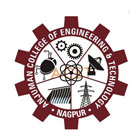 ANJUMAN COLLEGE OF ENGINEERING & TECHNOLOGY
• NAGPUR •